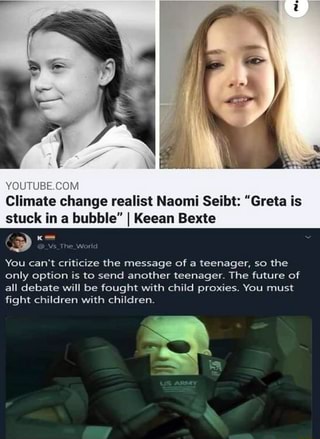 i
YOUTUBE.COM
Climate change realist Naomi Seibt: “Greta is
stuck in a bubble” | Keean Bexte
K
@_Vs_The_World
You can't criticize the message of a teenager, so the
only option is to send another teenager. The future of
all debate will be fought with child proxies. You must
fight children with children.
U.S. ARMY